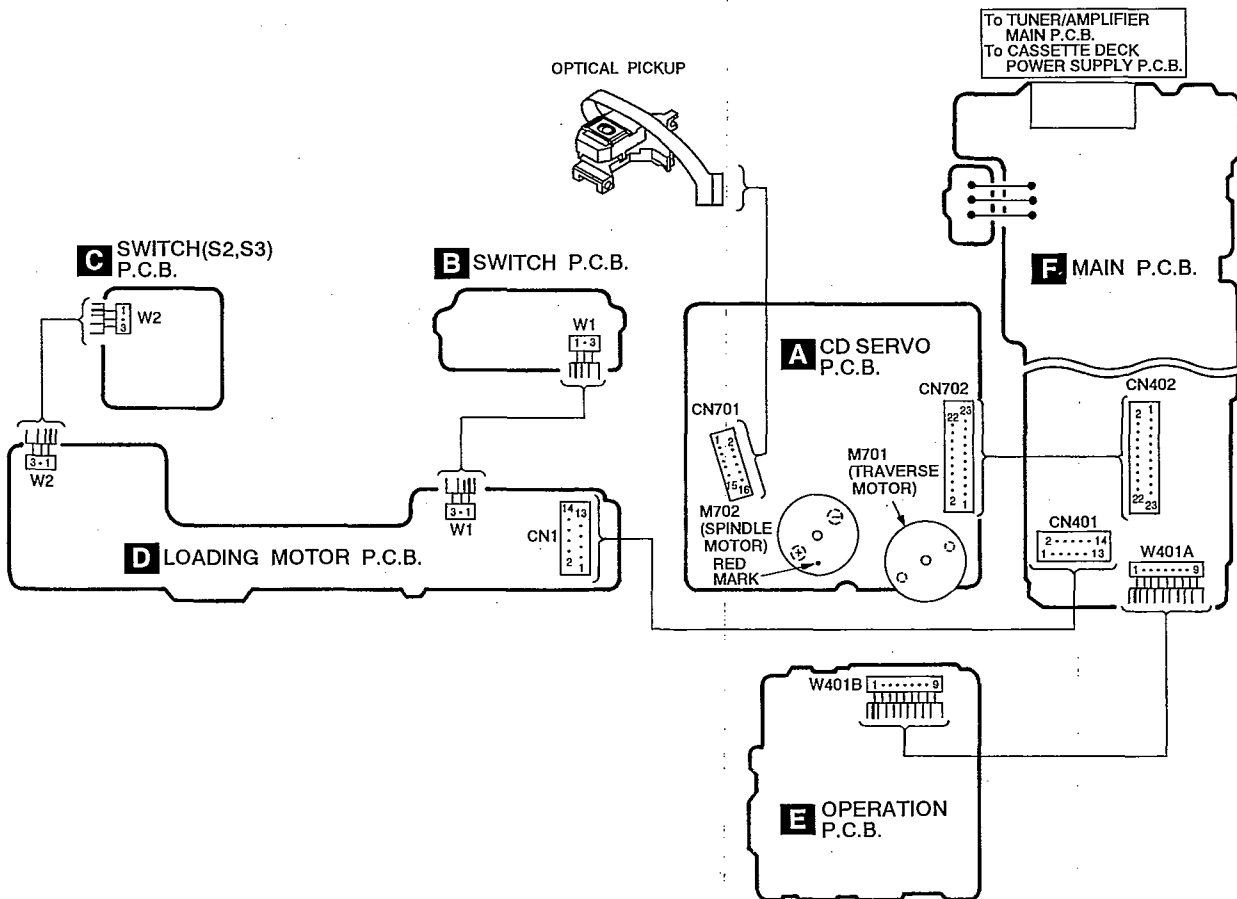 To TUNER/AMPLIFIER
MAIN P.C.B.
To CASSETTE DECK
POWER SUPPLY P.C.B.
OPTICAL PICKUP
C SWITCH(S2,S3)
P.C.B.
1
3
W2
B SWITCH P.C.B.
W1
1 - 3
F MAIN P.C.B.
A CD SERVO
P.C.B.
CN701
1 2
15 16
CN702
22 23
2 1
M701
(TRAVERSE
MOTOR)
M702
(SPINDLE
MOTOR)
RED
MARK
CN402
2 1
22 23
CN401
2 14
1 13
W401A
1 9
3 - 1
W2
3 - 1
W1
CN1
14 13
2 1
D LOADING MOTOR P.C.B.
W401B
1 9
E OPERATION
P.C.B.